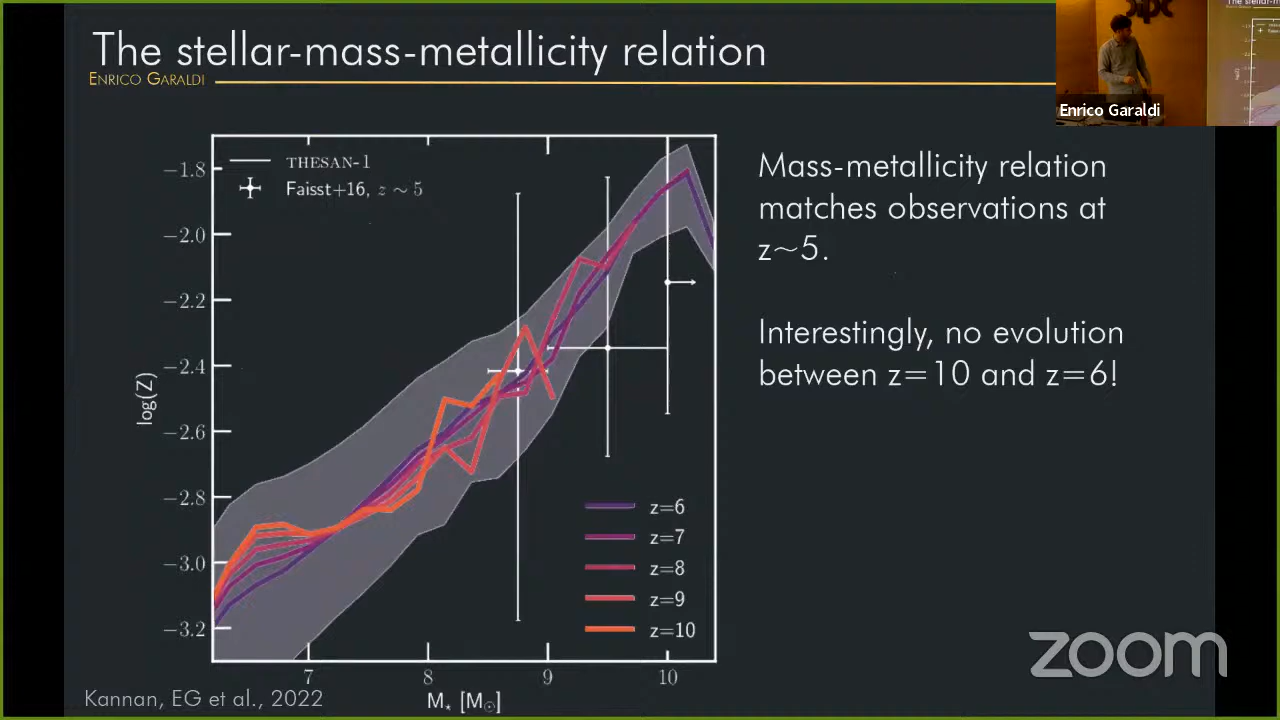 The stellar-mass-metallicity relation
ENRICO GARALDI
Enrico Garaldi
THESAN-1
Faisst+16, z ∼ 5
−1.8
−2.0
−2.2
−2.4
−2.6
−2.8
−3.0
−3.2
log(Z)
7
8
9
10
M⋆ [M☉]
z=6
z=7
z=8
z=9
z=10
Mass-metallicity relation
matches observations at
z~5.
Interestingly, no evolution
between z=10 and z=6!
Kannan, EG et al., 2022
zoom